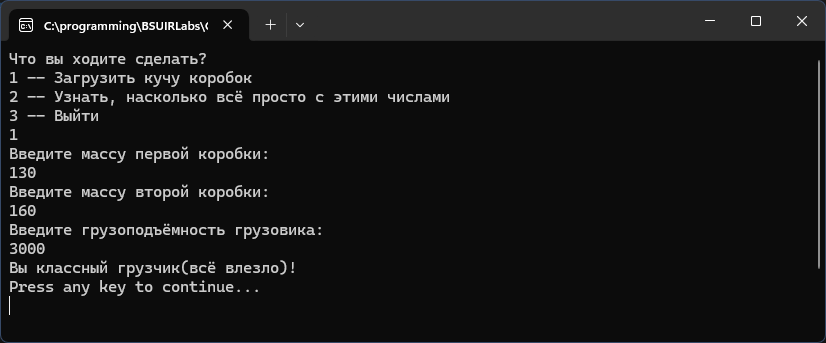 C:\programming\BSUIRLabs\
Что вы ходите сделать?
1 -- Загрузить кучу коробок
2 -- Узнать, насколько всё просто с этими числами
3 -- Выйти
1
Введите массу первой коробки:
130
Введите массу второй коробки:
160
Введите грузоподъёмность грузовика:
3000
Вы классный грузчик(всё влезло)!
Press any key to continue...